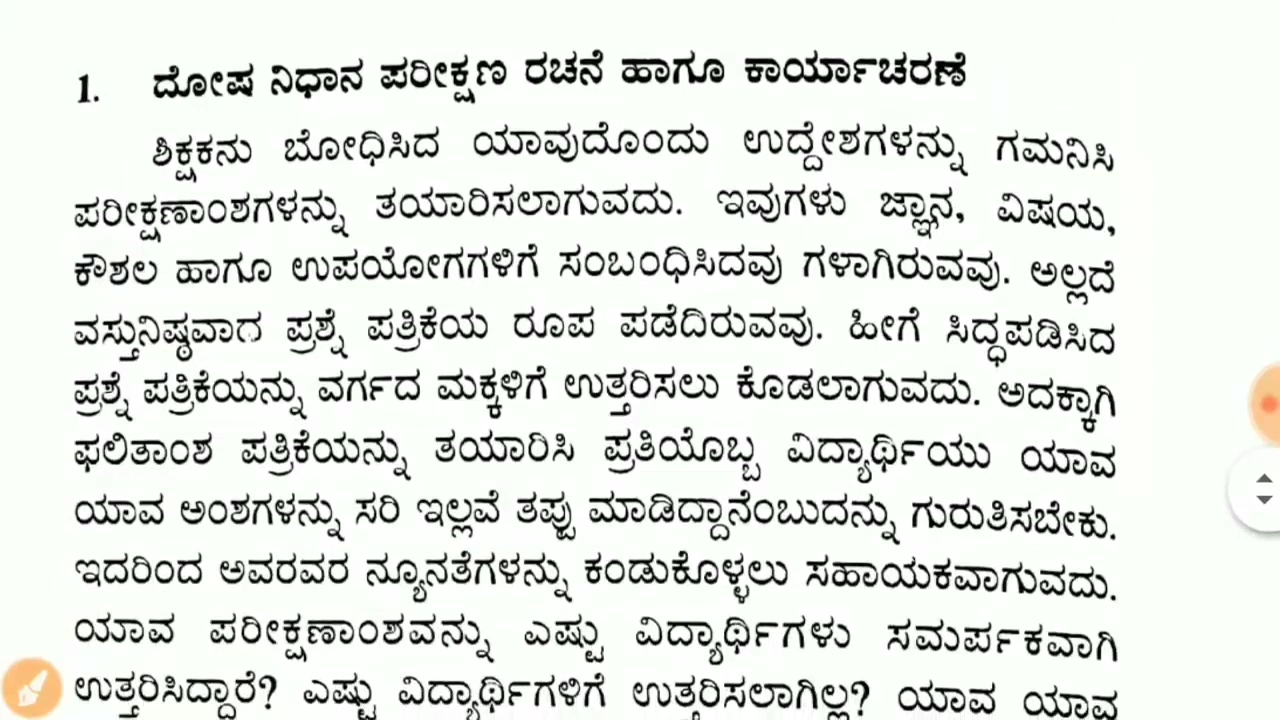 1. ದೋಷ ನಿಧಾನ ಪರೀಕ್ಷಣ ರಚನೆ ಹಾಗೂ ಕಾರ್ಯಾಚರಣೆ
ಶಿಕ್ಷಕನು ಬೋಧಿಸಿದ ಯಾವುದೊಂದು ಉದ್ದೇಶಗಳನ್ನು ಗಮನಿಸಿ
ಪರೀಕ್ಷಣಾಂಶಗಳನ್ನು ತಯಾರಿಸಲಾಗುವದು. ಇವುಗಳು ಜ್ಞಾನ, ವಿಷಯ,
ಕೌಶಲ ಹಾಗೂ ಉಪಯೋಗಗಳಿಗೆ ಸಂಬಂಧಿಸಿದವು ಗಳಾಗಿರುವವು. ಅಲ್ಲದೆ
ವಸ್ತುನಿಷ್ಠವಾದ ಪ್ರಶ್ನೆ ಪತ್ರಿಕೆಯ ರೂಪ ಪಡೆದಿರುವವು. ಹೀಗೆ ಸಿದ್ಧಪಡಿಸಿದ
ಪ್ರಶ್ನೆ ಪತ್ರಿಕೆಯನ್ನು ವರ್ಗದ ಮಕ್ಕಳಿಗೆ ಉತ್ತರಿಸಲು ಕೊಡಲಾಗುವದು. ಅದಕ್ಕಾಗಿ
ಫಲಿತಾಂಶ ಪತ್ರಿಕೆಯನ್ನು ತಯಾರಿಸಿ ಪ್ರತಿಯೊಬ್ಬ ವಿದ್ಯಾರ್ಥಿಯು ಯಾವ
ಯಾವ ಅಂಶಗಳನ್ನು ಸರಿ ಇಲ್ಲವೆ ತಪ್ಪು ಮಾಡಿದ್ದಾನೆಂಬುದನ್ನು ಗುರುತಿಸಬೇಕು.
ಇದರಿಂದ ಅವರವರ ನ್ಯೂನತೆಗಳನ್ನು ಕಂಡುಕೊಳ್ಳಲು ಸಹಾಯಕವಾಗುವದು.
ಯಾವ ಪರೀಕ್ಷಣಾಂಶವನ್ನು ಎಷ್ಟು ವಿದ್ಯಾರ್ಥಿಗಳು ಸಮರ್ಪಕವಾಗಿ
ಉತ್ತರಿಸಿದ್ದಾರೆ? ಎಷ್ಟು ವಿದ್ಯಾರ್ಥಿಗಳಿಗೆ ಉತ್ತರಿಸಲಾಗಿಲ್ಲ? ಯಾವ ಯಾವ